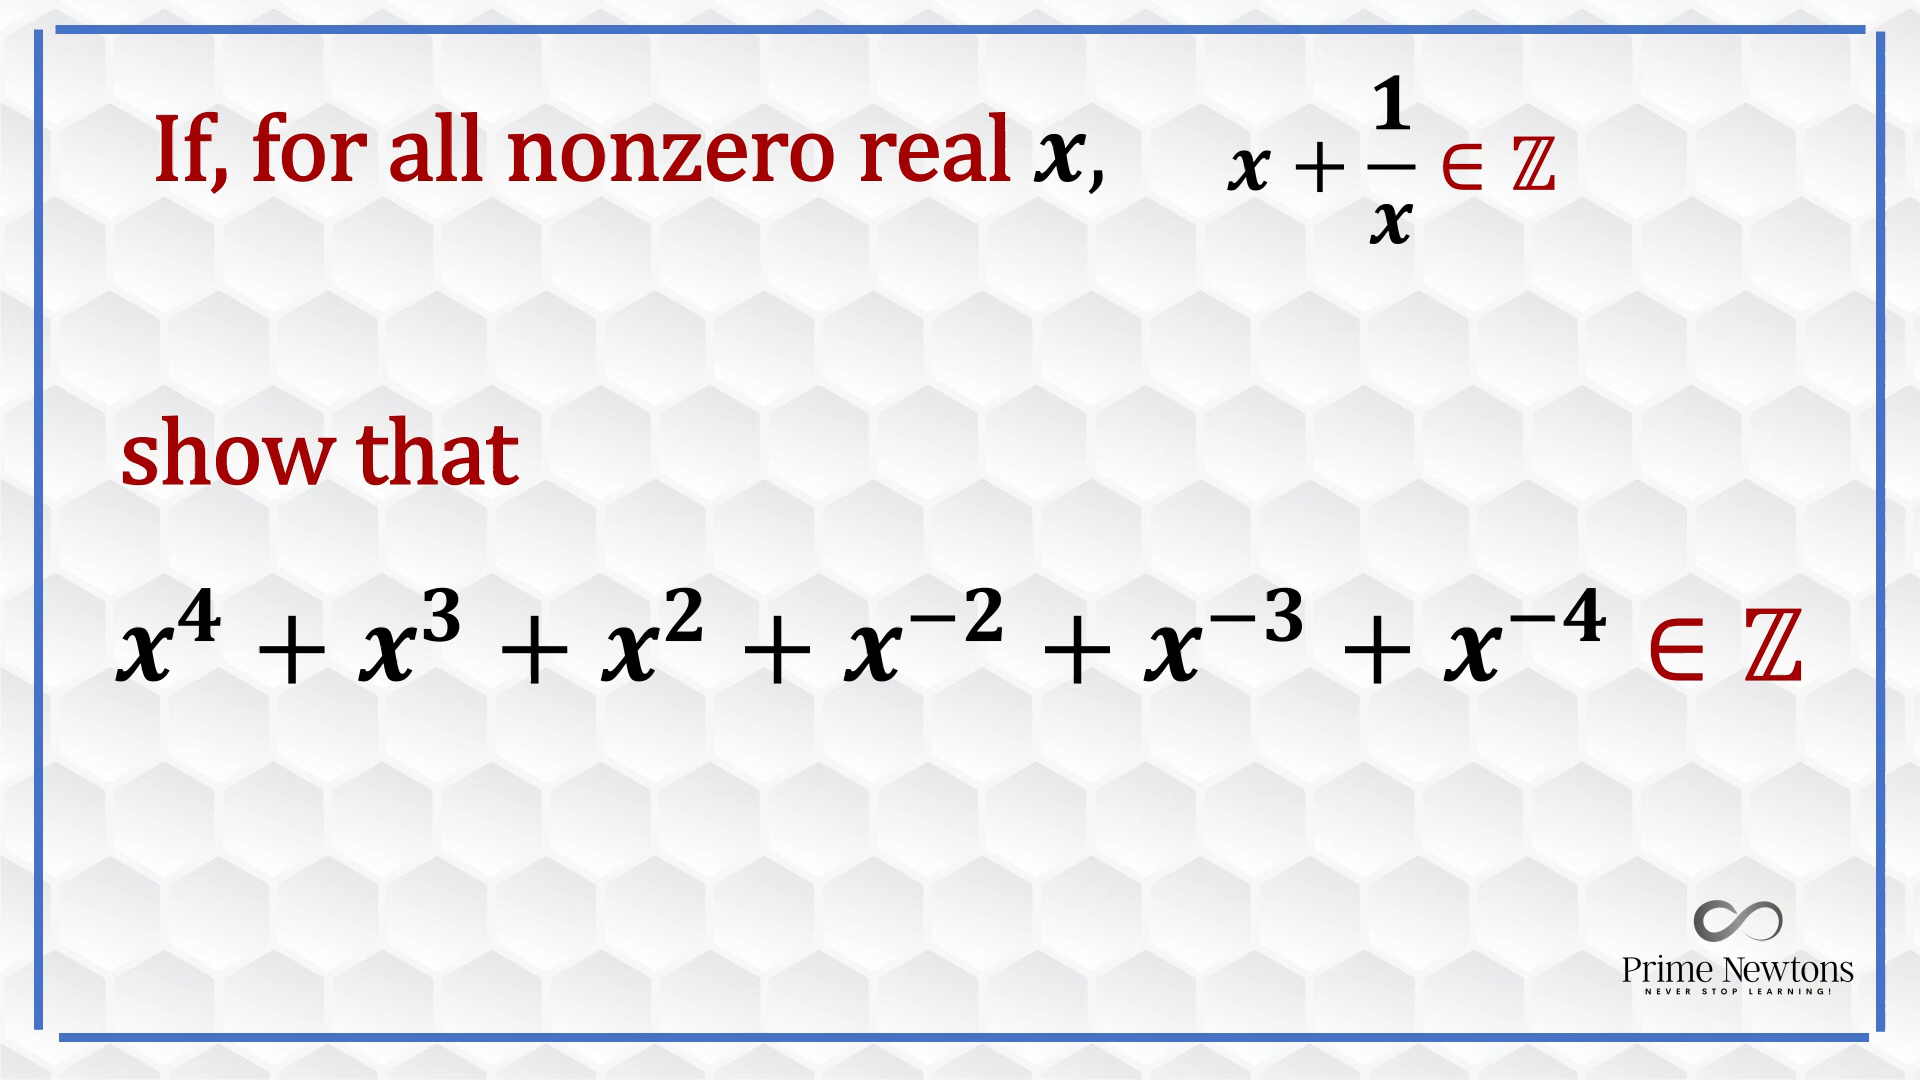 If, for all nonzero real x, x + 1/x ∈ ℤ
show that
x⁴ + x³ + x² + x⁻² + x⁻³ + x⁻⁴ ∈ ℤ
Prime Newtons
NEVER STOP LEARNING!